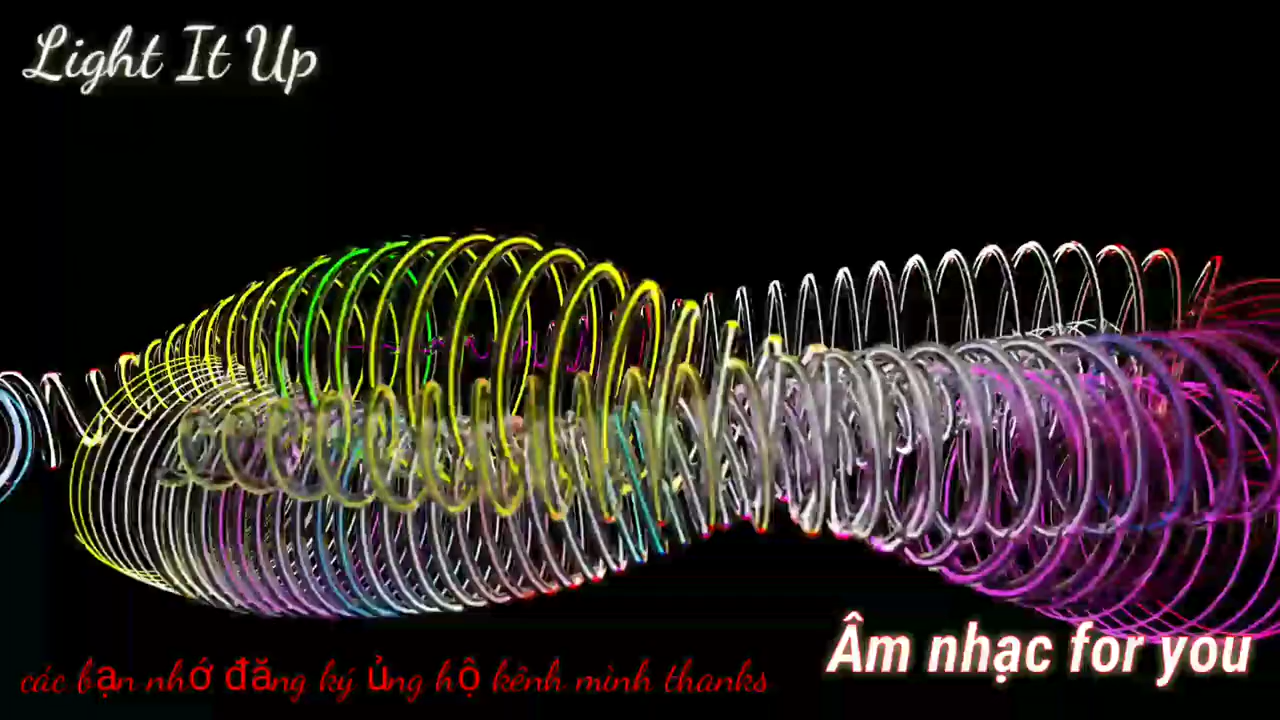 Light It Up
Âm nhạc for you
các bạn nhớ đăng ký ủng hộ kênh mình thanks